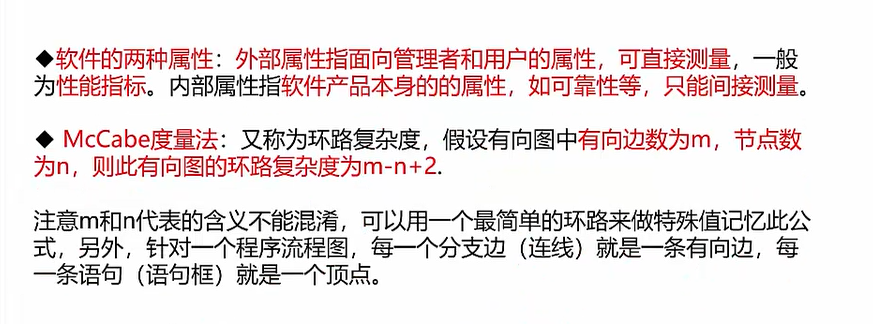 ◆软件的两种属性：外部属性指面向管理者和用户的属性，可直接测量，一般
为性能指标。内部属性指软件产品本身的的属性，如可靠性等，只能间接测量。
◆ McCabe度量法：又称为环路复杂度，假设有向图中有向边数为m，节点数
为n，则此有向图的环路复杂度为m-n+2.
注意m和n代表的含义不能混淆，可以用一个最简单的环路来做特殊值记忆此公
式，另外，针对一个程序流程图，每一个分支边（连线）就是一条有向边，每
一条语句（语句框）就是一个顶点。